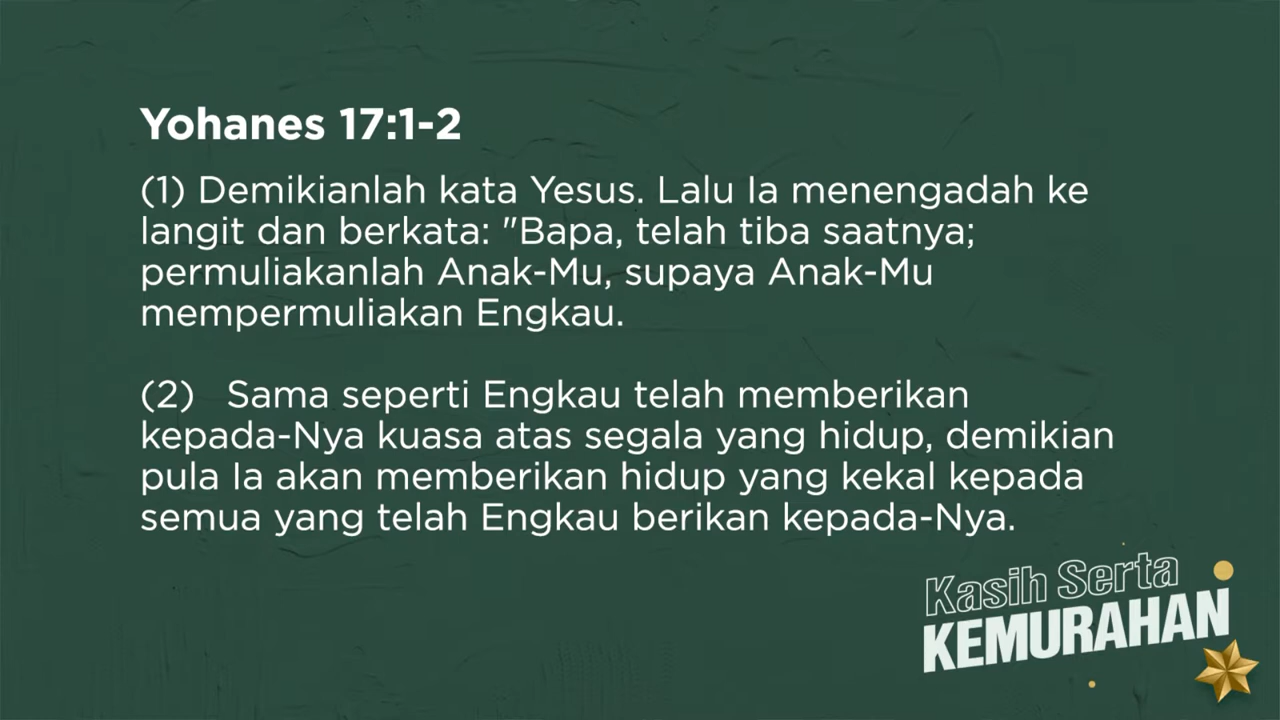 Yohanes 17:1-2
(1) Demikianlah kata Yesus. Lalu Ia menengadah ke
langit dan berkata: "Bapa, telah tiba saatnya;
permuliakanlah Anak-Mu, supaya Anak-Mu
mempermuliakan Engkau.
(2) Sama seperti Engkau telah memberikan
kepada-Nya kuasa atas segala yang hidup, demikian
pula Ia akan memberikan hidup yang kekal kepada
semua yang telah Engkau berikan kepada-Nya.
Kasih Serta
KEMURAHAN